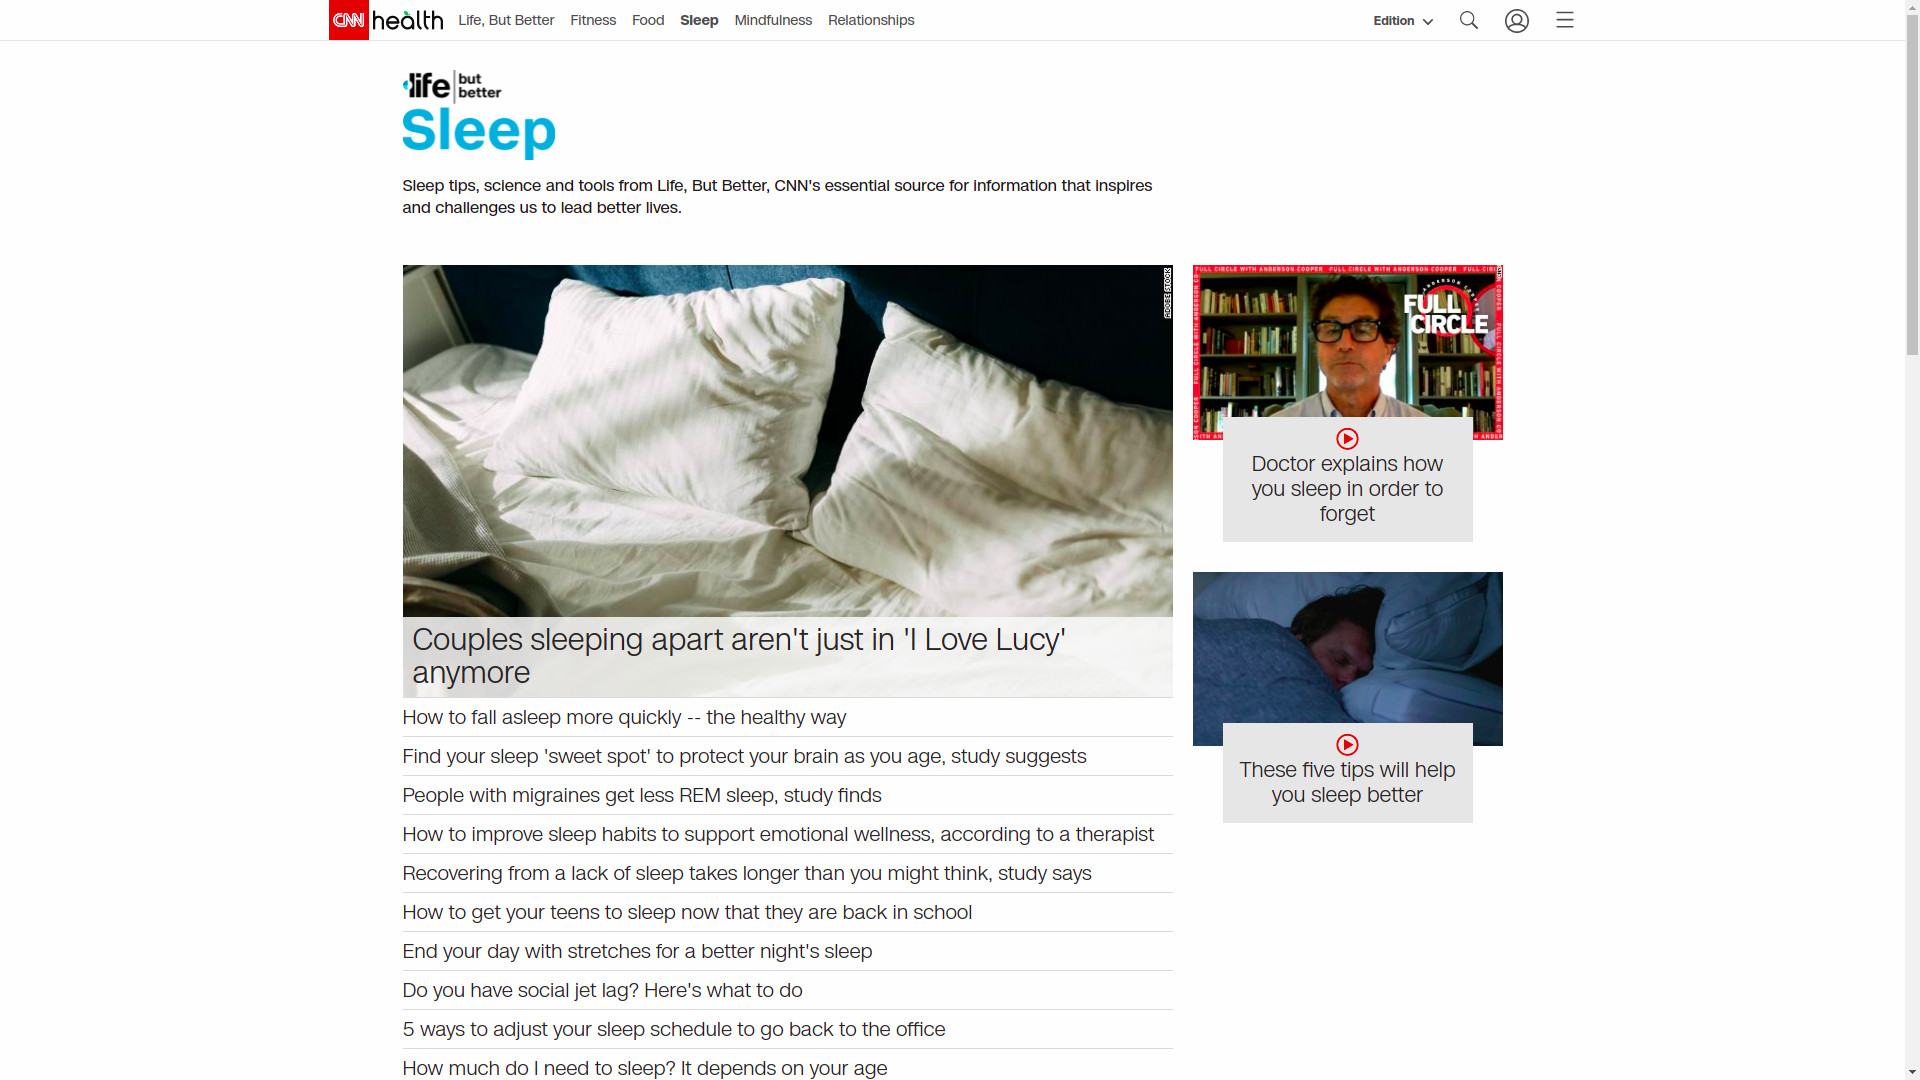 CNN health Life, But Better Fitness Food Sleep Mindfulness Relationships Edition
life but better
Sleep
Sleep tips, science and tools from Life, But Better, CNN's essential source for information that inspires
and challenges us to lead better lives.
ADOBE STOCK
Couples sleeping apart aren't just in 'I Love Lucy'
anymore
How to fall asleep more quickly -- the healthy way
Find your sleep 'sweet spot' to protect your brain as you age, study suggests
People with migraines get less REM sleep, study finds
How to improve sleep habits to support emotional wellness, according to a therapist
Recovering from a lack of sleep takes longer than you might think, study says
How to get your teens to sleep now that they are back in school
End your day with stretches for a better night's sleep
Do you have social jet lag? Here's what to do
5 ways to adjust your sleep schedule to go back to the office
How much do I need to sleep? It depends on your age
FULL CIRCLE WITH ANDERSON COOPER · FULL CIRCLE WITH ANDERSON COOPER · FULL
ANDERSON COOPER
FULL
CIRCLE
Doctor explains how
you sleep in order to
forget
These five tips will help
you sleep better